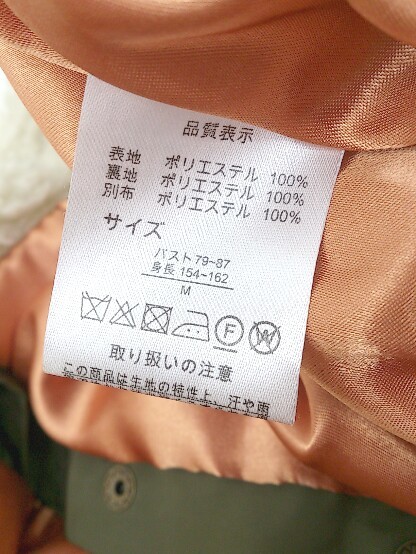 品質表示
表地 ポリエステル 100%
裏地 ポリエステル 100%
別布 ポリエステル 100%
サイズ
バスト 79~87
身長 154~162
M
F W
取り扱いの注意
この商品は生地の特性上、汗や雨